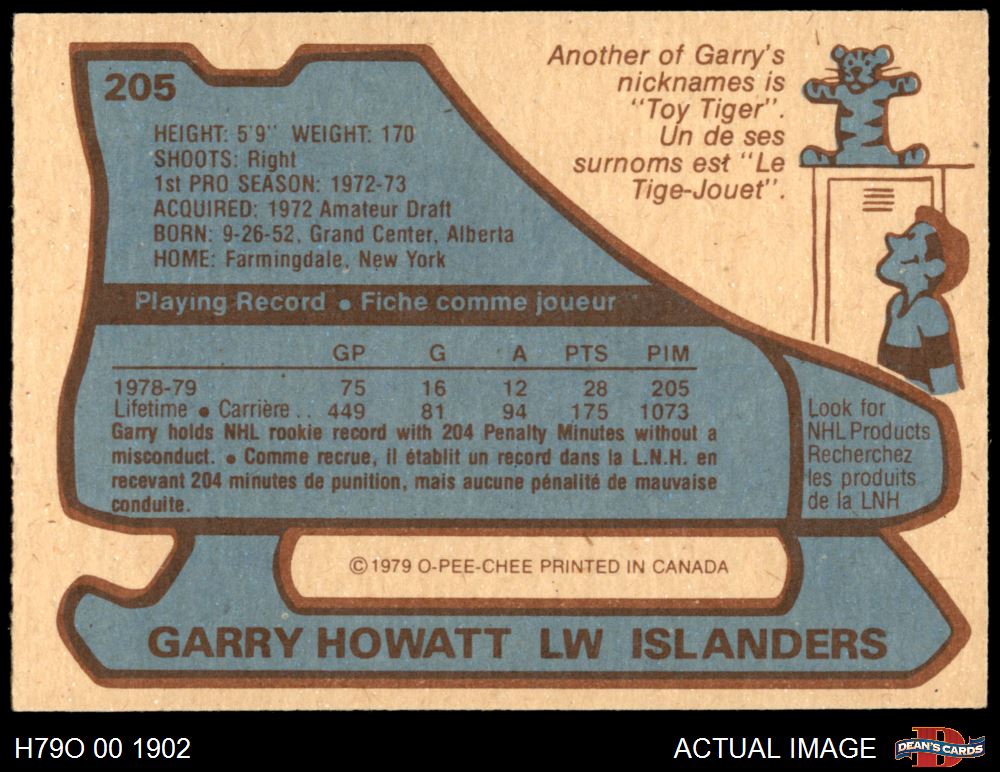 205
HEIGHT: 5'9" WEIGHT: 170
SHOOTS: Right
1st PRO SEASON: 1972-73
ACQUIRED: 1972 Amateur Draft
BORN: 9-26-52, Grand Center, Alberta
HOME: Farmingdale, New York
Another of Garry's
nicknames is
"Toy Tiger".
Un de ses
surnoms est "Le
Tige-Jouet".
Playing Record • Fiche comme joueur
GP G A PTS PIM
1978-79 75 16 12 28 205
Lifetime • Carrière .. 449 81 94 175 1073
Garry holds NHL rookie record with 204 Penalty Minutes without a
misconduct. • Comme recrue, il établit un record dans la L.N.H. en
recevant 204 minutes de punition, mais aucune pénalité de mauvaise
conduite.
Look for
NHL Products
Recherchez
les produits
de la LNH
©1979 O-PEE-CHEE PRINTED IN CANADA
GARRY HOWATT LW ISLANDERS
H79O 00 1902
ACTUAL IMAGE
D
DEAN'S CARDS